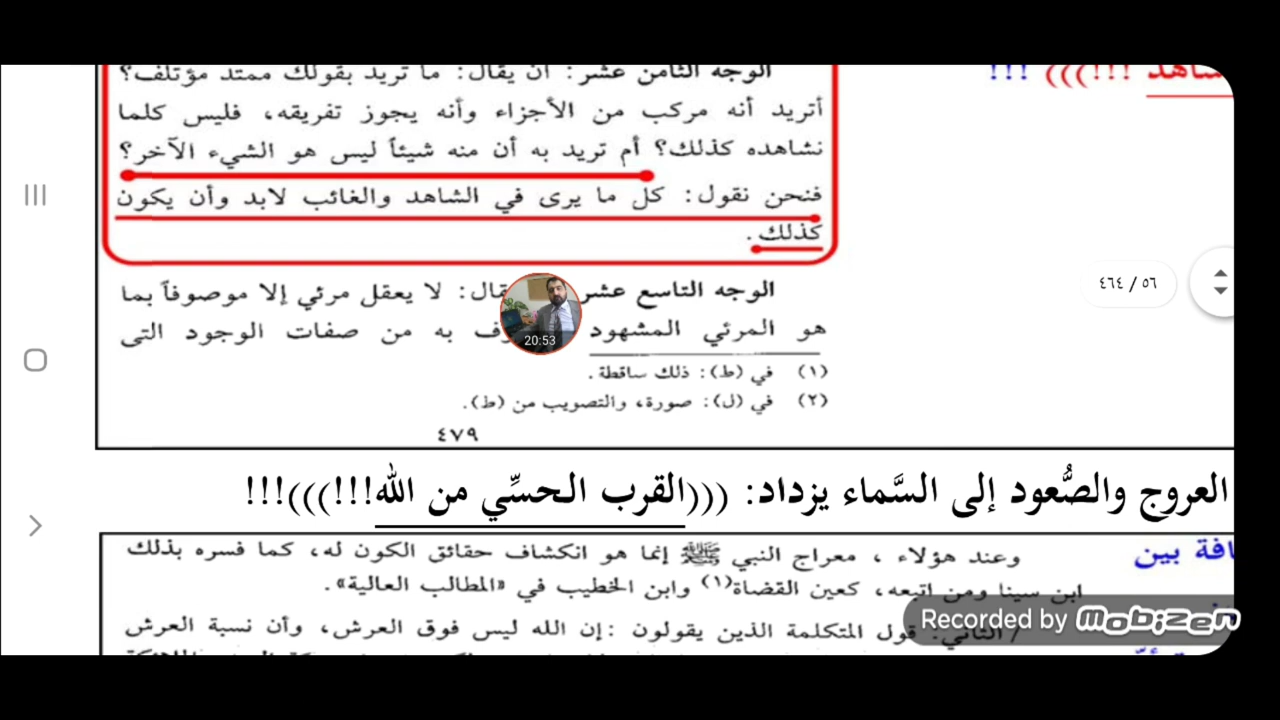 الوجه الثامن عشر: أن يقال: ما تريد بقولك ممتد مؤتلف؟
شاهد !!!))) !!!
أتريد أنه مركب من الأجزاء وأنه يجوز تفريقه، فليس كلما
نشاهده كذلك؟ أم تريد به أن منه شيئاً ليس هو الشيء الآخر؟
فنحن نقول: كل ما يرى في الشاهد والغائب لابد وأن يكون
كذلك.
٤٦٤ / ٥٦
الوجه التاسع عشر قال: لا يعقل مرئي إلا موصوفاً بما
هو المرئي المشهود به من صفات الوجود التى
20:53
(١) في (ط): ذلك ساقطة.
(٢) في (ل): صورة، والتصويب من (ط).
٤٧٩
العروج والصُّعود إلى السَّماء يزداد: (((القرب الحسِّي من الله!!!)))!!!
افة بين
وعند هؤلاء ، معراج النبي ﷺ إنما هو انكشاف حقائق الكون له، كما فسره بذلك
ابن سينا ومن اتبعه، كعين القضاة(١) وابن الخطيب في «المطالب العالية».
/ الثاني: قول المتكلمة الذين يقولون :إن الله ليس فوق العرش، وأن نسبة العرش
Recorded by mobizen